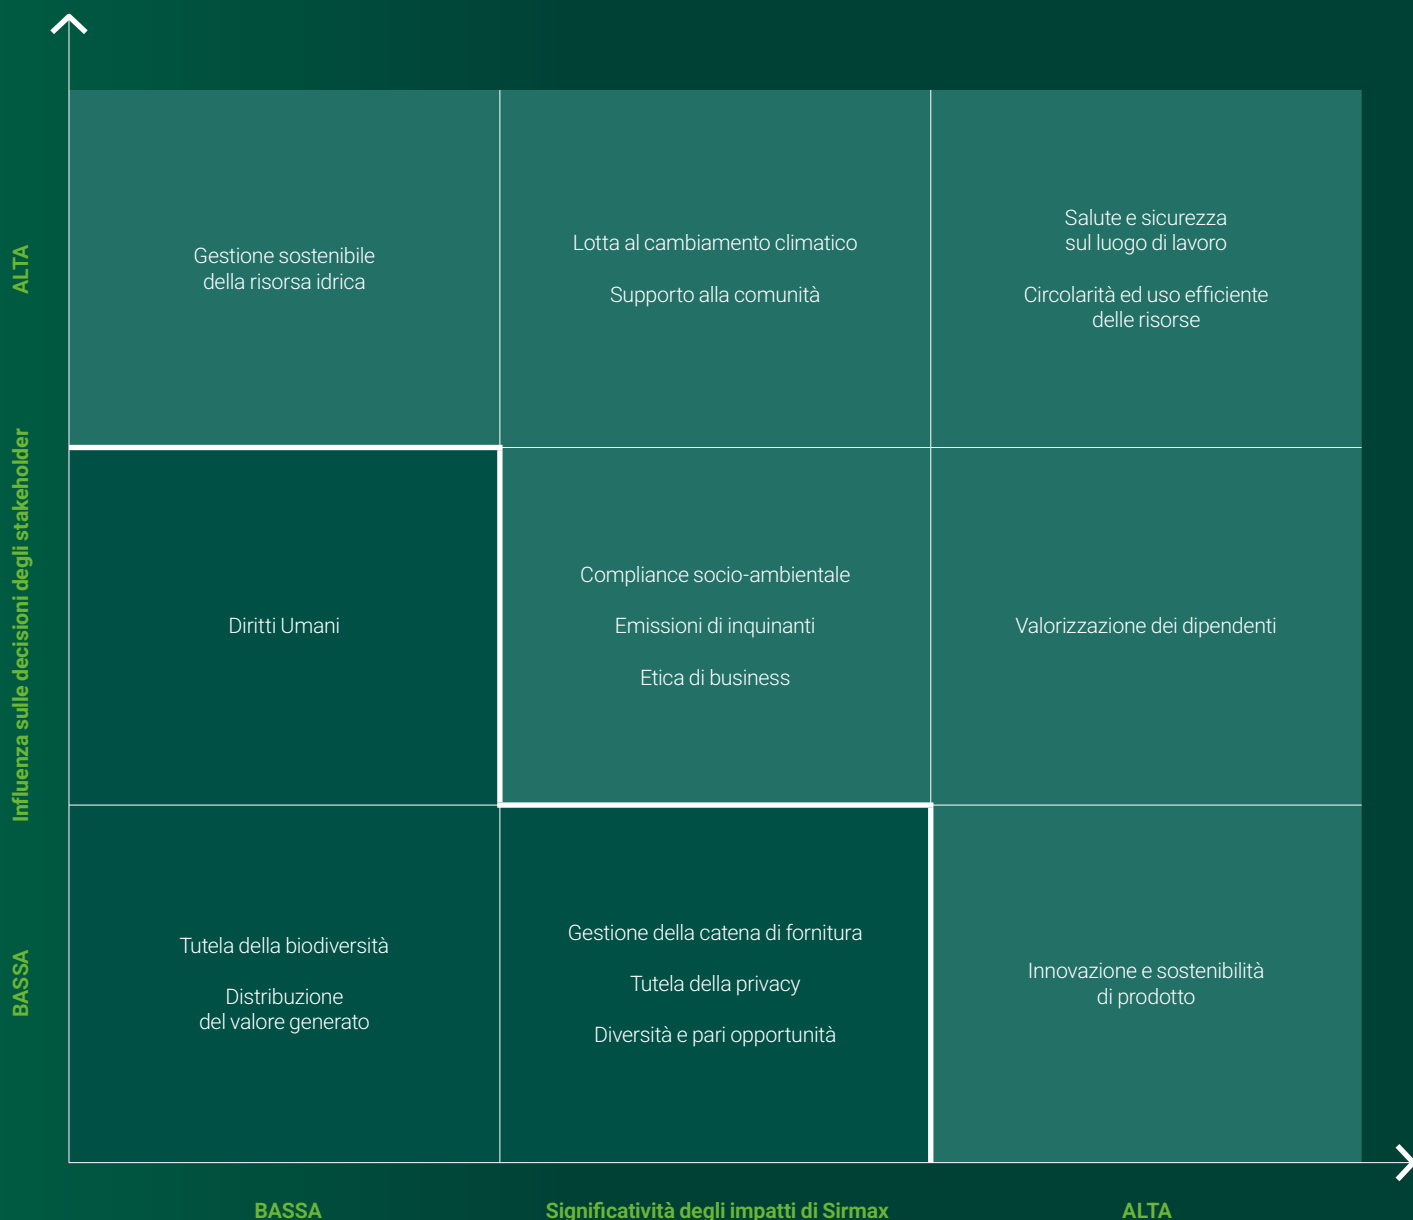 ALTA
Influenza sulle decisioni degli stakeholder
BASSA
Gestione sostenibile
della risorsa idrica
Lotta al cambiamento climatico
Supporto alla comunità
Salute e sicurezza
sul luogo di lavoro
Circolarità ed uso efficiente
delle risorse
Diritti Umani
Compliance socio-ambientale
Emissioni di inquinanti
Etica di business
Valorizzazione dei dipendenti
Tutela della biodiversità
Distribuzione
del valore generato
Gestione della catena di fornitura
Tutela della privacy
Diversità e pari opportunità
Innovazione e sostenibilità
di prodotto
BASSA
Significatività degli impatti di Sirmax
ALTA